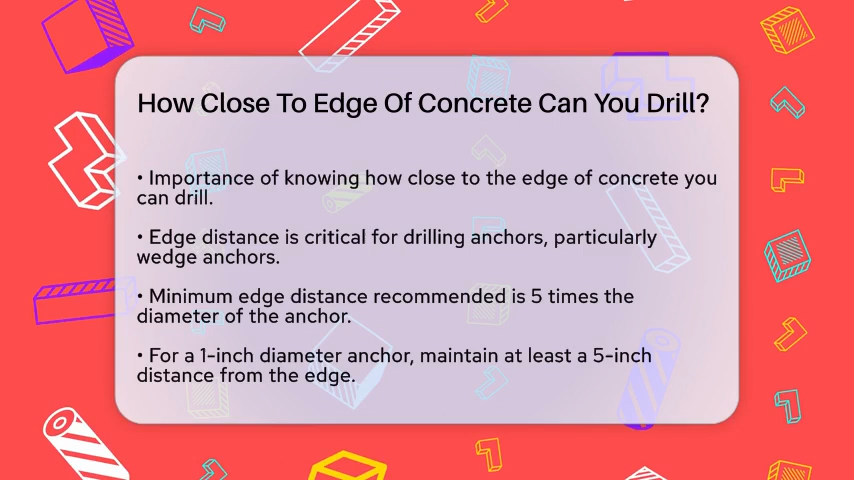 How Close To Edge Of Concrete Can You Drill?
• Importance of knowing how close to the edge of concrete you
can drill.
• Edge distance is critical for drilling anchors, particularly
wedge anchors.
• Minimum edge distance recommended is 5 times the
diameter of the anchor.
• For a 1-inch diameter anchor, maintain at least a 5-inch
distance from the edge.